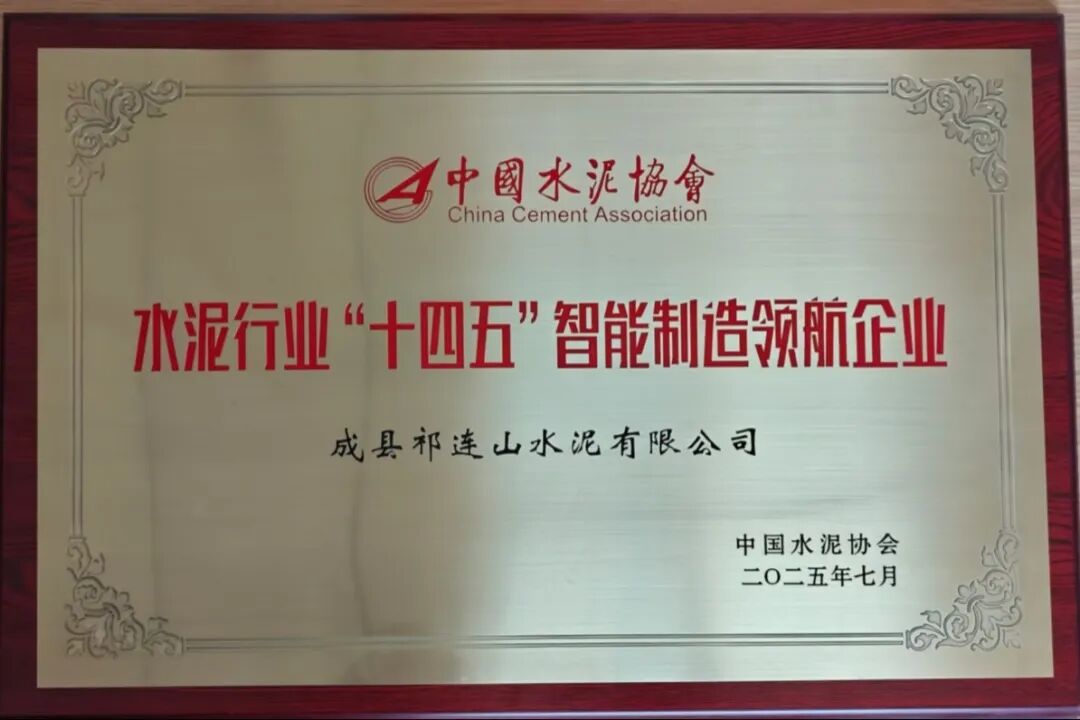 中國水泥協會
China Cement Association
水泥行业“十四五”智能制造领航企业
成县祁连山水泥有限公司
中国水泥协会
二〇二五年七月